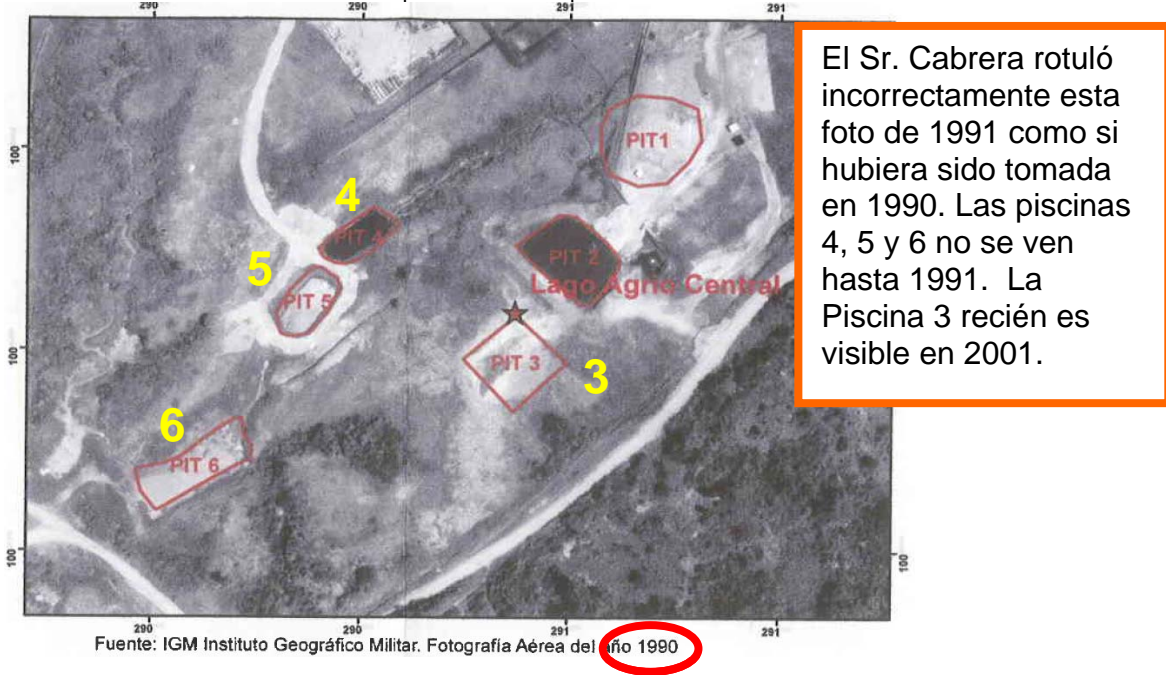 290 290 291 291
El Sr. Cabrera rotuló
incorrectamente esta
foto de 1991 como si
hubiera sido tomada
en 1990. Las piscinas
4, 5 y 6 no se ven
hasta 1991. La
Piscina 3 recién es
visible en 2001.
PIT1
100
4
PIT 4
PIT 2
5
PIT 5
Lago Agrio Central
100
PIT 3
3
6
PIT 6
100
100
290 290 291 291
Fuente: IGM Instituto Geográfico Militar. Fotografía Aérea del año 1990